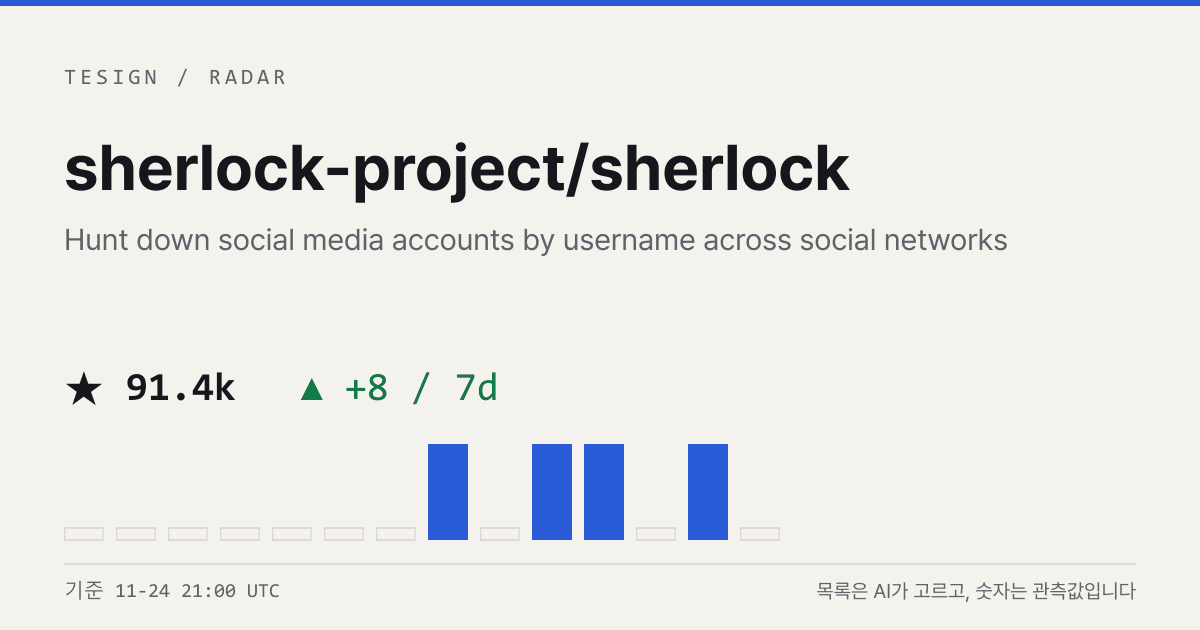 TESIGN / RADAR
sherlock-project/sherlock
Hunt down social media accounts by username across social networks
★ 91.4k ▲ +8 / 7d
기준 11-24 21:00 UTC
목록은 AI가 고르고, 숫자는 관측값입니다